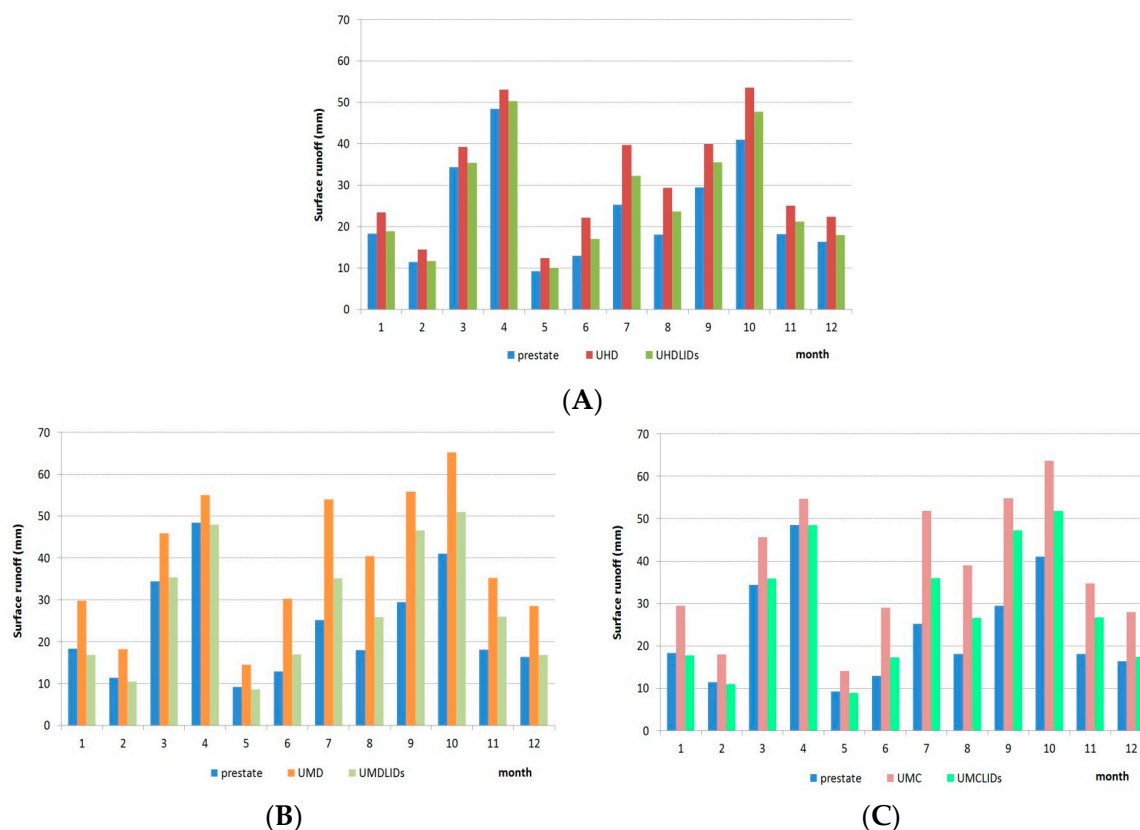 70
60
50
40
30
20
10
0
Surface runoff (mm)
1 2 3 4 5 6 7 8 9 10 11 12
prestate UHD UHDLIDs month
(A)
70
60
50
40
30
20
10
0
Surface runoff (mm)
1 2 3 4 5 6 7 8 9 10 11 12
prestate UMD UMDLIDs month
(B)
70
60
50
40
30
20
10
0
Surface runoff (mm)
1 2 3 4 5 6 7 8 9 10 11 12
prestate UMC UMCLIDs month
(C)